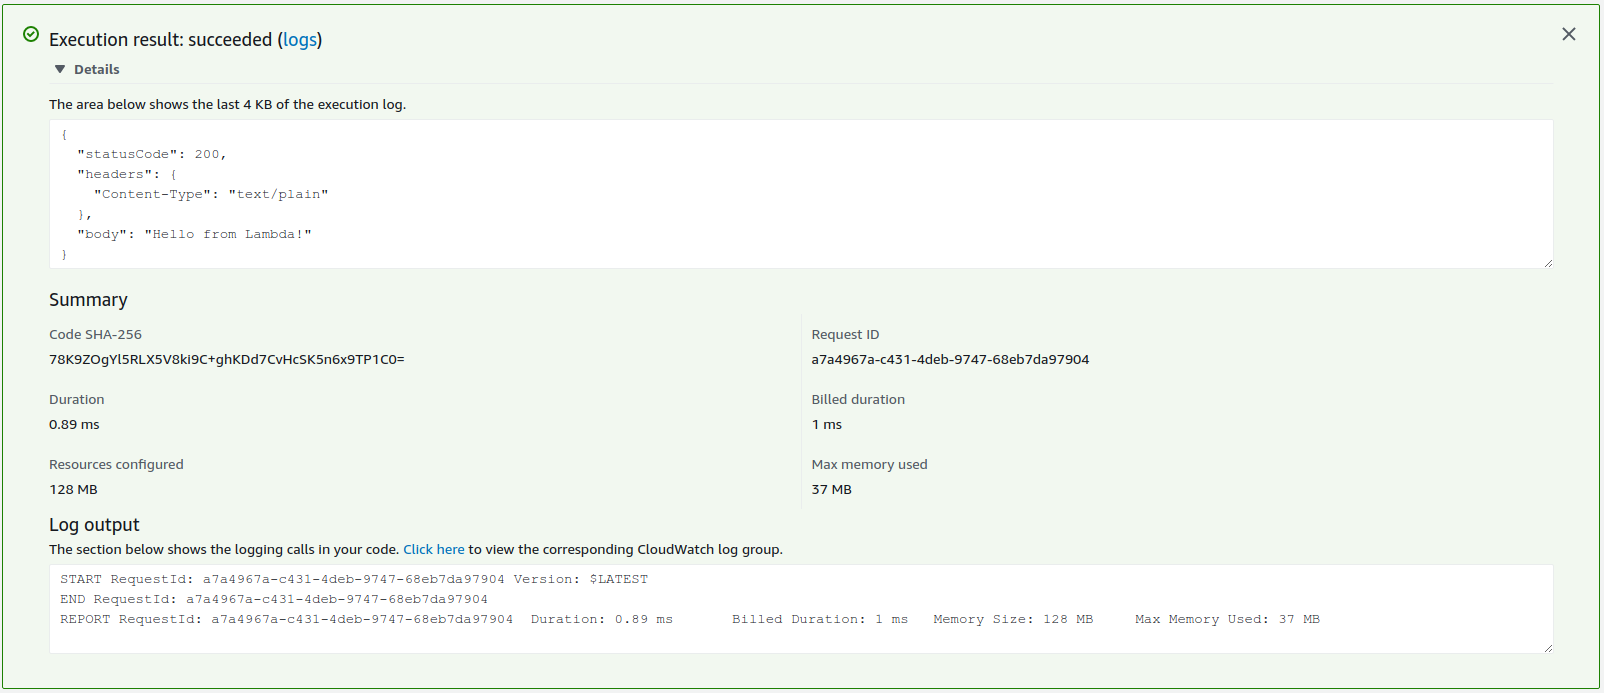 Execution result: succeeded (logs)
Details
The area below shows the last 4 KB of the execution log.
{
  "statusCode": 200,
  "headers": {
    "Content-Type": "text/plain"
  },
  "body": "Hello from Lambda!"
}
Summary
Code SHA-256
78K9ZOgYl5RLX5V8ki9C+ghKDd7CvHcSK5n6x9TP1C0=
Request ID
a7a4967a-c431-4deb-9747-68eb7da97904
Duration
0.89 ms
Billed duration
1 ms
Resources configured
128 MB
Max memory used
37 MB
Log output
The section below shows the logging calls in your code. Click here to view the corresponding CloudWatch log group.
START RequestId: a7a4967a-c431-4deb-9747-68eb7da97904 Version: $LATEST
END RequestId: a7a4967a-c431-4deb-9747-68eb7da97904
REPORT RequestId: a7a4967a-c431-4deb-9747-68eb7da97904  Duration: 0.89 ms       Billed Duration: 1 ms   Memory Size: 128 MB     Max Memory Used: 37 MB